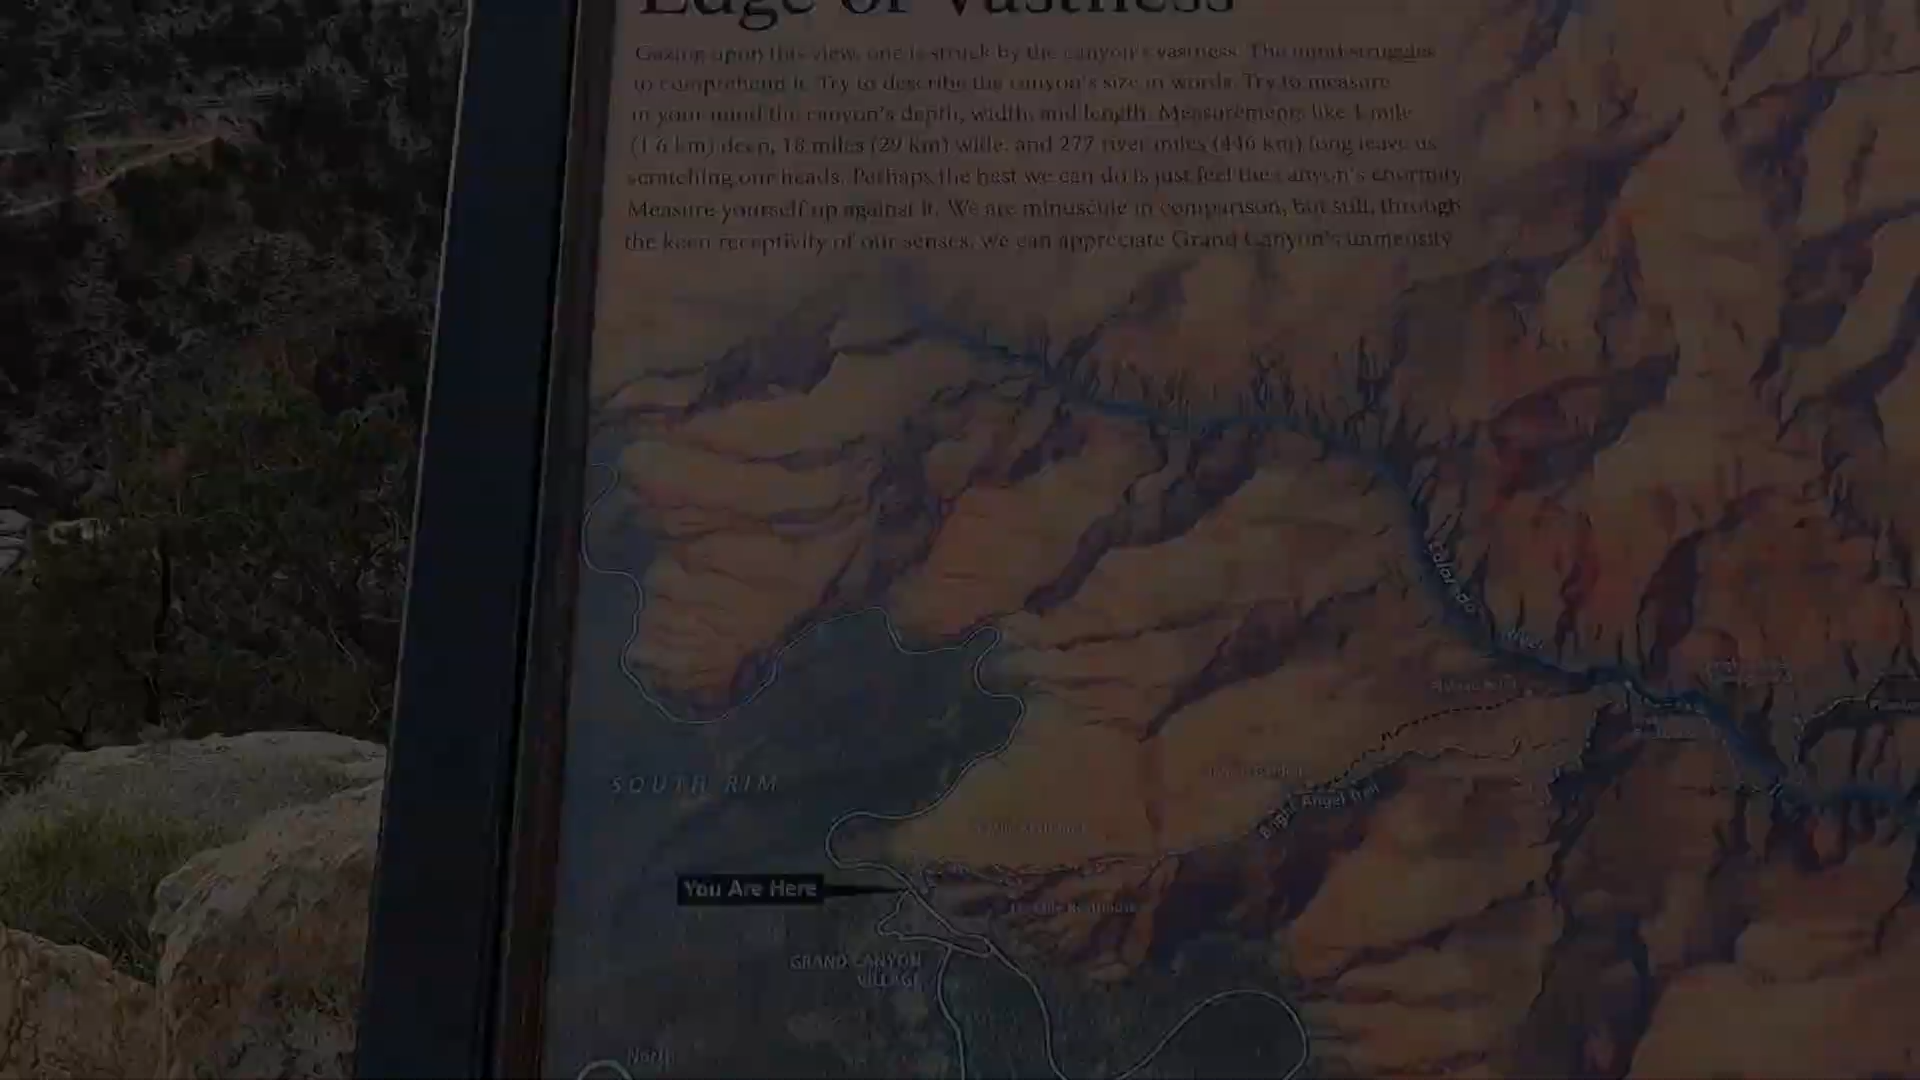 Edge of Vastness
Gazing upon this view, one is struck by the canyon's vastness. The mind struggles
to comprehend it. Try to describe the canyon's size in words. Try to measure
in your mind the canyon's depth, width, and length. Measurements like 1 mile
(1.6 km) deep, 18 miles (29 km) wide, and 277 river miles (446 km) long leave us
scratching our heads. Perhaps the best we can do is just feel the canyon's enormity.
Measure yourself up against it. We are minuscule in comparison, but still, through
the keen receptivity of our senses, we can appreciate Grand Canyon's immensity.
Colorado
River
SOUTH RIM
Bright Angel Trail
You Are Here
GRAND CANYON
VILLAGE
North